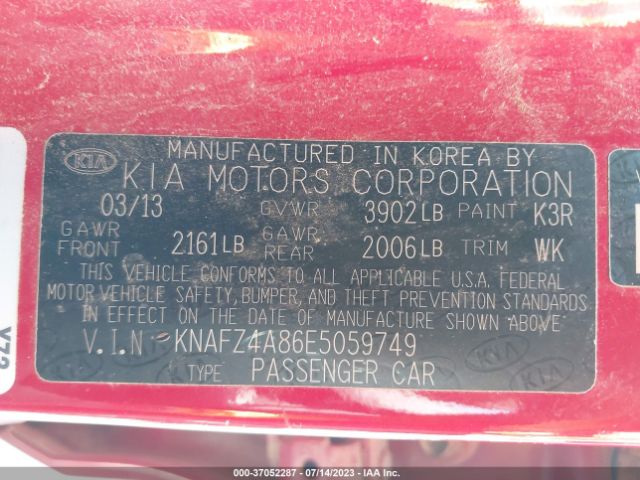 KIA
MANUFACTURED IN KOREA BY
KIA MOTORS CORPORATION
03/13 GVWR 3902LB PAINT K3R
GAWR FRONT 2161LB GAWR REAR 2006LB TRIM WK
THIS VEHICLE CONFORMS TO ALL APPLICABLE U.S.A. FEDERAL
MOTOR VEHICLE SAFETY, BUMPER, AND THEFT PREVENTION STANDARDS
IN EFFECT ON THE DATE OF MANUFACTURE SHOWN ABOVE.
V.I.N: KNAFZ4A86E5059749
TYPE: PASSENGER CAR
000-37052287 - 07/14/2023 - IAA Inc.